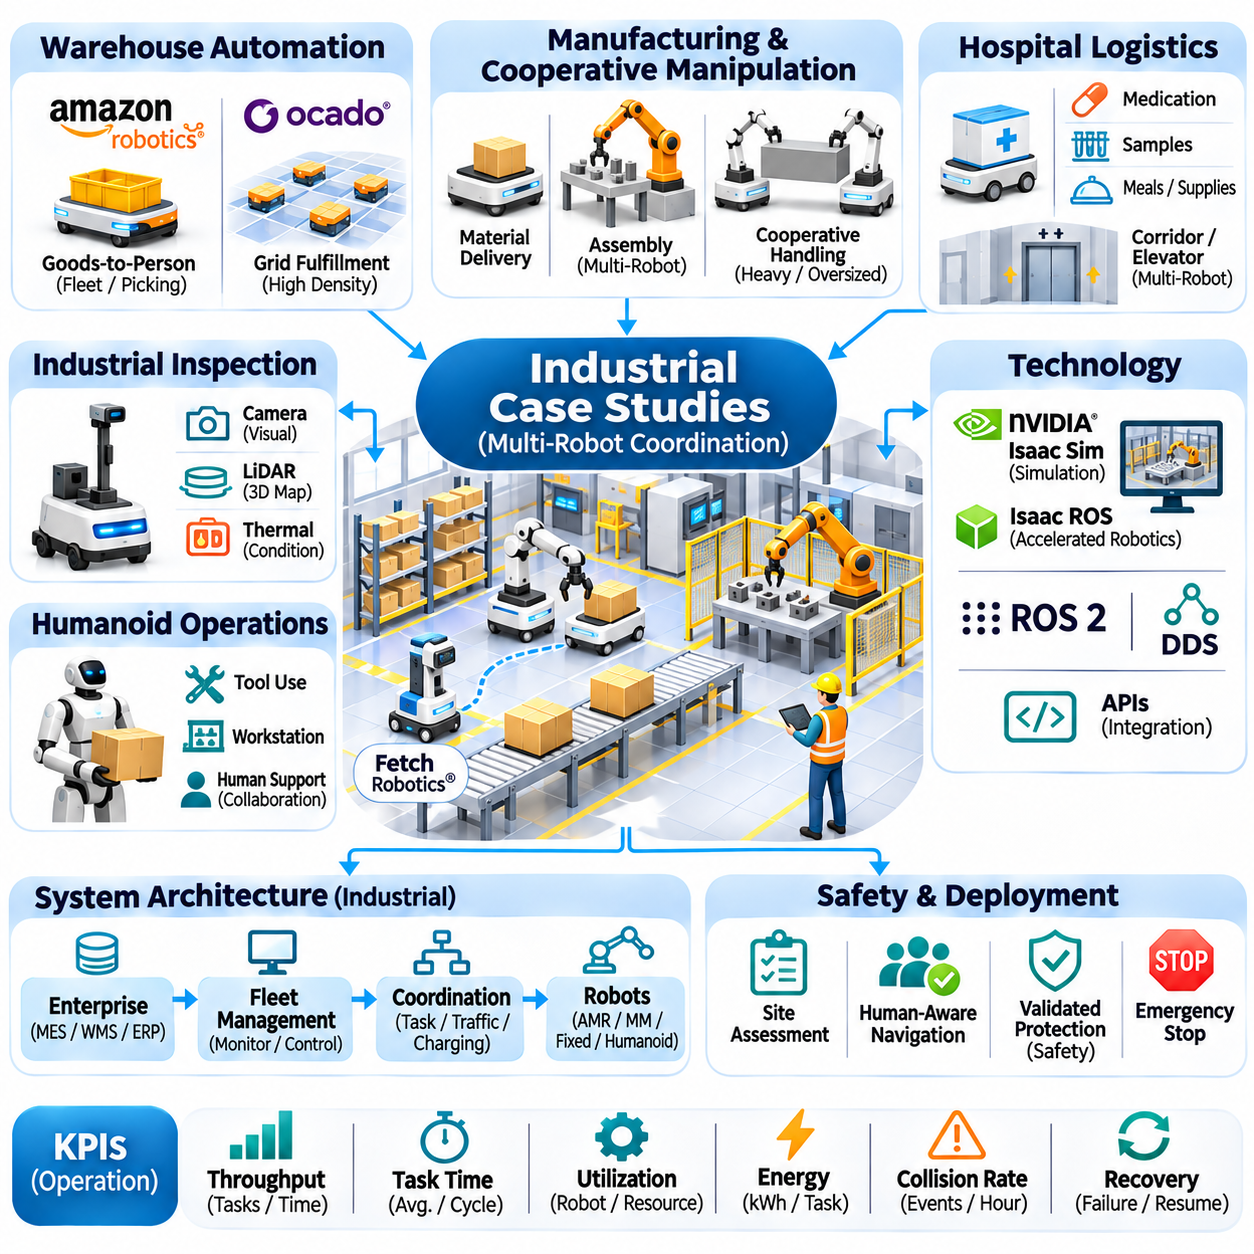 Warehouse Automation
amazon
robotics®
Goods-to-Person
(Fleet / Picking)
ocado®
Grid Fulfillment
(High Density)
Manufacturing &
Cooperative Manipulation
Material
Delivery
Assembly
(Multi-Robot)
Cooperative
Handling
(Heavy / Oversized)
Hospital Logistics
Medication
Samples
Meals / Supplies
Corridor /
Elevator
(Multi-Robot)
Industrial Inspection
Camera
(Visual)
LiDAR
(3D Map)
Thermal
(Condition)
Industrial
Case Studies
(Multi-Robot Coordination)
Fetch
Robotics®
Technology
NVIDIA®
Isaac Sim
(Simulation)
Isaac ROS
(Accelerated Robotics)
ROS 2
DDS
</>
APIs
(Integration)
Humanoid Operations
Tool Use
Workstation
Human Support
(Collaboration)
System Architecture (Industrial)
Enterprise
(MES / WMS / ERP)
Fleet
Management
(Monitor / Control)
Coordination
(Task / Traffic /
Charging)
Robots
(AMR / MM /
Fixed / Humanoid)
Safety & Deployment
Site
Assessment
Human-Aware
Navigation
Validated
Protection
(Safety)
STOP
Emergency
Stop
KPIs
(Operation)
Throughput
(Tasks / Time)
Task Time
(Avg. / Cycle)
Utilization
(Robot / Resource)
Energy
(kWh / Task)
Collision Rate
(Events / Hour)
Recovery
(Failure / Resume)